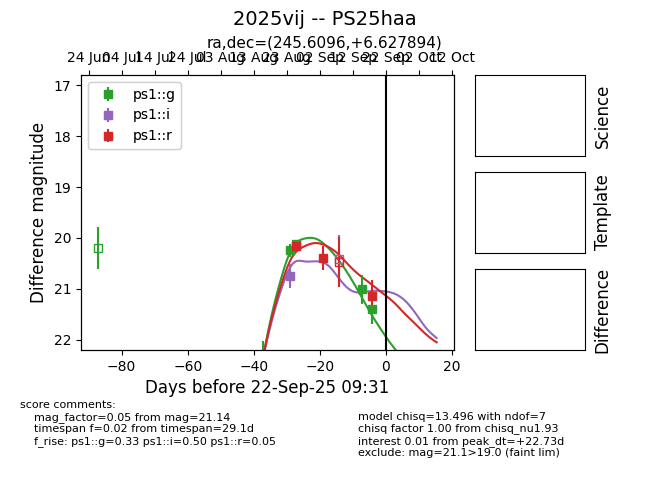 2025vij -- PS25haa
ra,dec=(245.6096,+6.627894)
24 Jun 04 Jul 14 Jul 24 Jul 03 Aug 13 Aug 23 Aug 02 Sep 12 Sep 22 Sep 02 Oct 12 Oct
17
18
19
20
21
22
Difference magnitude
ps1::g
ps1::i
ps1::r
−80 −60 −40 −20 0 20
Days before 22-Sep-25 09:31
Science
Template
Difference
score comments:
mag_factor=0.05 from mag=21.14
timespan f=0.02 from timespan=29.1d
f_rise: ps1::g=0.33 ps1::i=0.50 ps1::r=0.05
model chisq=13.496 with ndof=7
chisq factor 1.00 from chisq_nu1.93
interest 0.01 from peak_dt=+22.73d
exclude: mag=21.1>19.0 (faint lim)